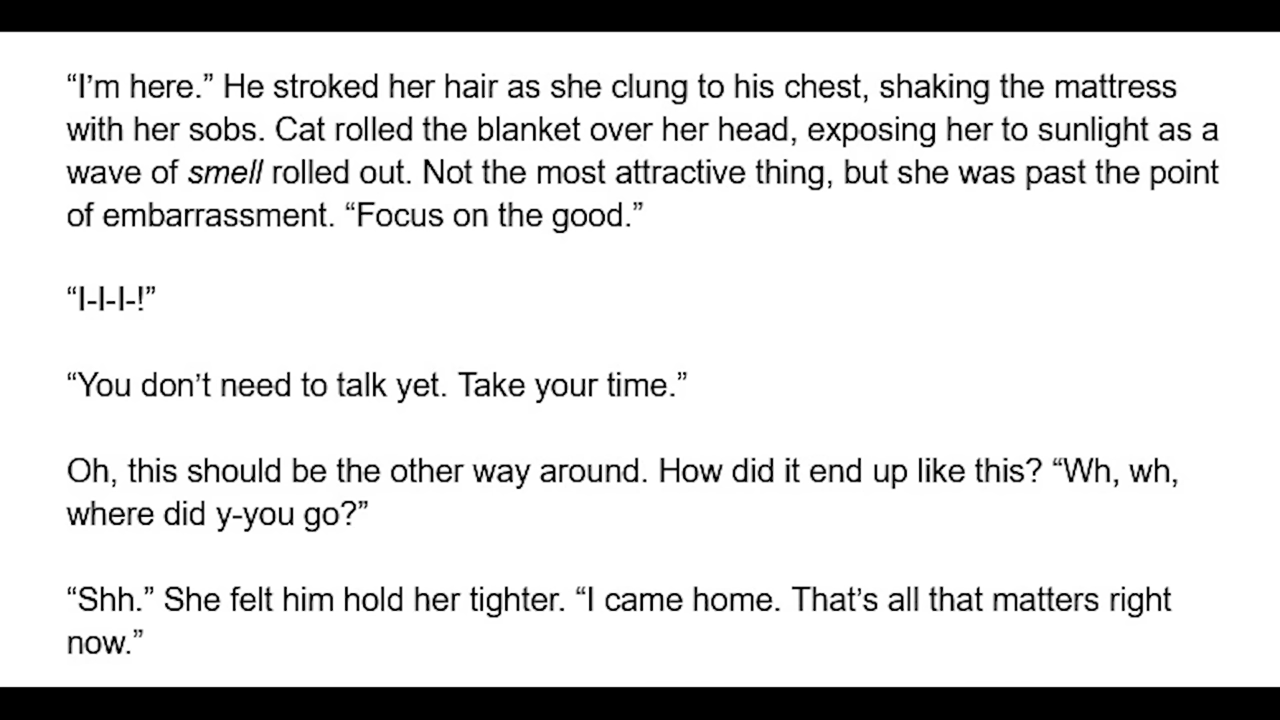 “I’m here.” He stroked her hair as she clung to his chest, shaking the mattress
with her sobs. Cat rolled the blanket over her head, exposing her to sunlight as a
wave of smell rolled out. Not the most attractive thing, but she was past the point
of embarrassment. “Focus on the good.”
“I-I-I-!”
“You don’t need to talk yet. Take your time.”
Oh, this should be the other way around. How did it end up like this? “Wh, wh,
where did y-you go?”
“Shh.” She felt him hold her tighter. “I came home. That’s all that matters right
now.”